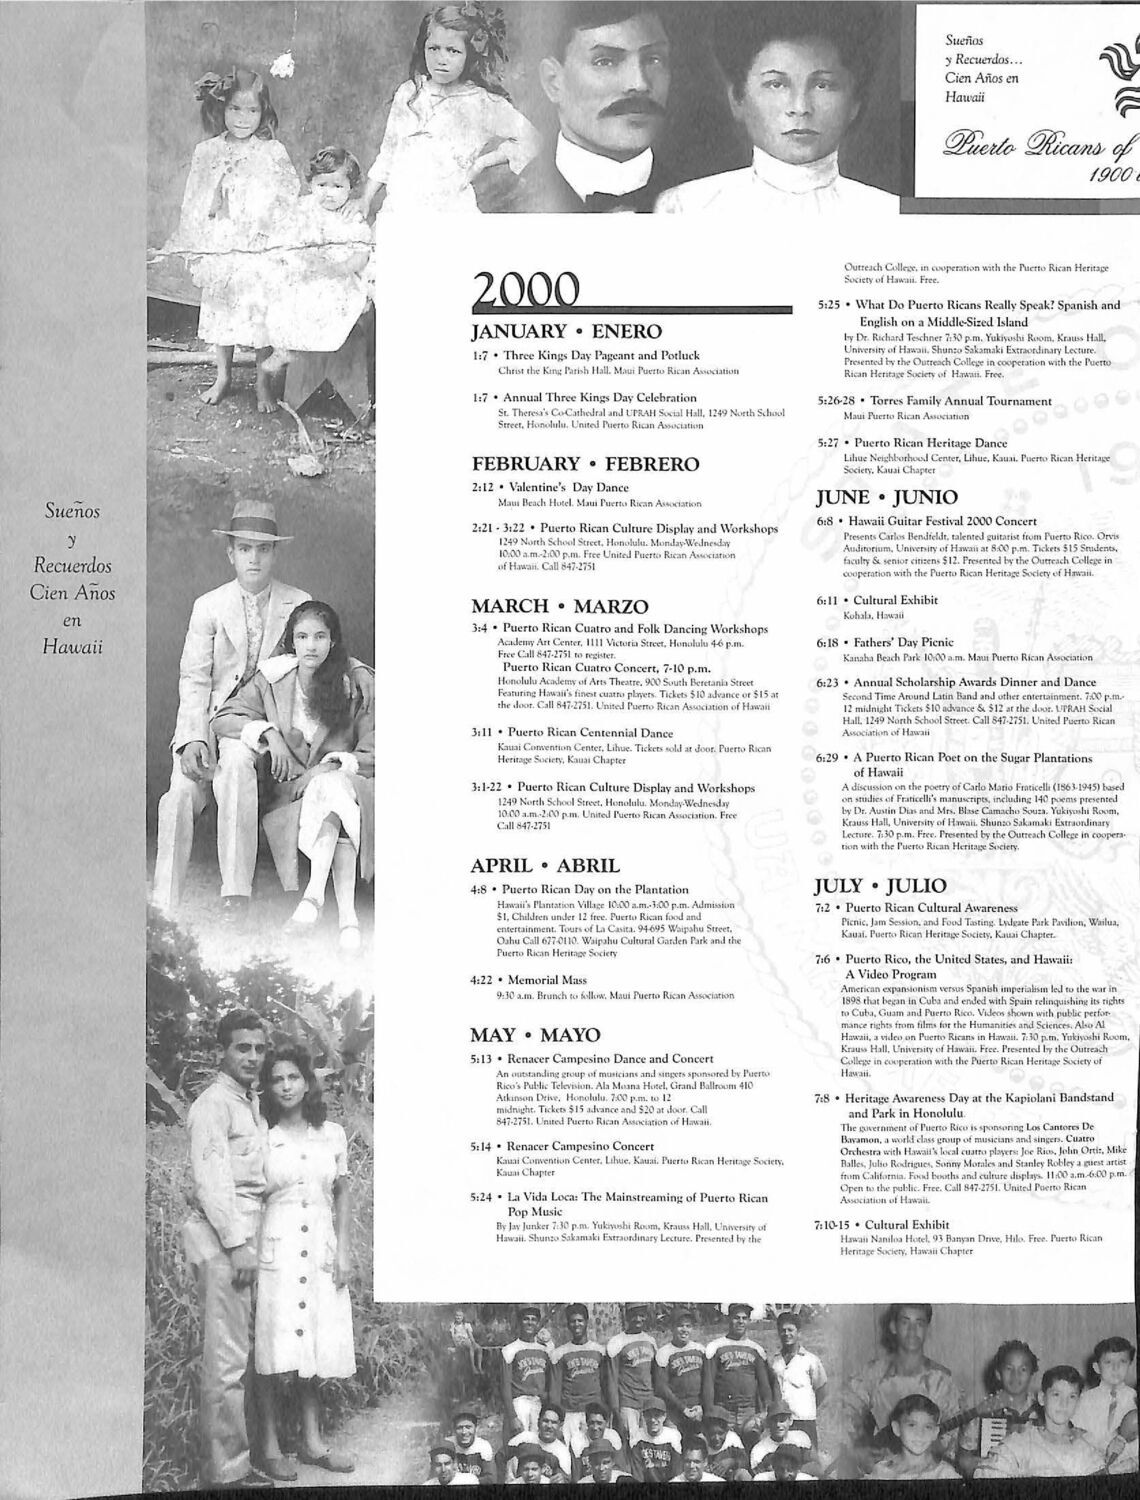 Sueños
y Recuerdos...
Cien Años en
Hawaii
Puerto Ricans of
1900
Sueños
y
Recuerdos
Cien Años
en
Hawaii
2000
JANUARY • ENERO
1:7 • Three Kings Day Pageant and Potluck
Christ the King Parish Hall. Maui Puerto Rican Association
1:7 • Annual Three Kings Day Celebration
St. Theresa's Co-Cathedral and UPRAH Social Hall, 1249 North School
Street, Honolulu. United Puerto Rican Association
FEBRUARY • FEBRERO
2:12 • Valentine's Day Dance
Maui Beach Hotel. Maui Puerto Rican Association
2:21 - 3:22 • Puerto Rican Culture Display and Workshops
1249 North School Street, Honolulu. Monday-Wednesday
10:00 a.m.-2:00 p.m. Free United Puerto Rican Association
of Hawaii. Call 847-2751
MARCH • MARZO
3:4 • Puerto Rican Cuatro and Folk Dancing Workshops
Academy Art Center, 1111 Victoria Street, Honolulu 4-6 p.m.
Free Call 847-2751 to register.
Puerto Rican Cuatro Concert, 7-10 p.m.
Honolulu Academy of Arts Theatre, 900 South Beretania Street
Featuring Hawaii's finest cuatro players. Tickets $10 advance or $15 at
the door. Call 847-2751. United Puerto Rican Association of Hawaii
3:11 • Puerto Rican Centennial Dance
Kauai Convention Center, Lihue. Tickets sold at door. Puerto Rican
Heritage Society, Kauai Chapter
3:1-22 • Puerto Rican Culture Display and Workshops
1249 North School Street, Honolulu. Monday-Wednesday
10:00 a.m.-2:00 p.m. United Puerto Rican Association. Free
Call 847-2751
APRIL • ABRIL
4:8 • Puerto Rican Day on the Plantation
Hawaii's Plantation Village 10:00 a.m.-3:00 p.m. Admission
$1, Children under 12 free. Puerto Rican food and
entertainment. Tours of La Casita. 94-695 Waipahu Street,
Oahu Call 677-0110. Waipahu Cultural Garden Park and the
Puerto Rican Heritage Society
4:22 • Memorial Mass
9:30 a.m. Brunch to follow. Maui Puerto Rican Association
MAY • MAYO
5:13 • Renacer Campesino Dance and Concert
An outstanding group of musicians and singers sponsored by Puerto
Rico's Public Television. Ala Moana Hotel, Grand Ballroom 410
Atkinson Drive, Honolulu. 7:00 p.m. to 12
midnight. Tickets $15 advance and $20 at door. Call
847-2751. United Puerto Rican Association of Hawaii.
5:14 • Renacer Campesino Concert
Kauai Convention Center, Lihue, Kauai. Puerto Rican Heritage Society,
Kauai Chapter
5:24 • La Vida Loca: The Mainstreaming of Puerto Rican
Pop Music
By Jay Junker 7:30 p.m. Yukiyoshi Room, Krauss Hall, University of
Hawaii. Shunzo Sakamaki Extraordinary Lecture. Presented by the
Outreach College, in cooperation with the Puerto Rican Heritage
Society of Hawaii. Free.
5:25 • What Do Puerto Ricans Really Speak? Spanish and
English on a Middle-Sized Island
by Dr. Richard Teschner 7:30 p.m. Yukiyoshi Room, Krauss Hall,
University of Hawaii. Shunzo Sakamaki Extraordinary Lecture.
Presented by the Outreach College in cooperation with the Puerto
Rican Heritage Society of Hawaii. Free.
5:26-28 • Torres Family Annual Tournament
Maui Puerto Rican Association
5:27 • Puerto Rican Heritage Dance
Lihue Neighborhood Center, Lihue, Kauai. Puerto Rican Heritage
Society, Kauai Chapter
JUNE • JUNIO
6:8 • Hawaii Guitar Festival 2000 Concert
Presents Carlos Bendfeldt, talented guitarist from Puerto Rico. Orvis
Auditorium, University of Hawaii at 8:00 p.m. Tickets $15 Students,
faculty & senior citizens $12. Presented by the Outreach College in
cooperation with the Puerto Rican Heritage Society of Hawaii.
6:11 • Cultural Exhibit
Kohala, Hawaii
6:18 • Fathers' Day Picnic
Kanaha Beach Park 10:00 a.m. Maui Puerto Rican Association
6:23 • Annual Scholarship Awards Dinner and Dance
Second Time Around Latin Band and other entertainment. 7:00 p.m.-
12 midnight Tickets $10 advance & $12 at the door. UPRAH Social
Hall, 1249 North School Street. Call 847-2751. United Puerto Rican
Association of Hawaii
6:29 • A Puerto Rican Poet on the Sugar Plantations
of Hawaii
A discussion on the poetry of Carlo Mario Fraticelli (1863-1945) based
on studies of Fraticelli's manuscripts, including 140 poems presented
by Dr. Austin Dias and Mrs. Blase Camacho Souza. Yukiyoshi Room,
Krauss Hall, University of Hawaii. Shunzo Sakamaki Extraordinary
Lecture. 7:30 p.m. Free. Presented by the Outreach College in coopera-
tion with the Puerto Rican Heritage Society.
JULY • JULIO
7:2 • Puerto Rican Cultural Awareness
Picnic, Jam Session, and Food Tasting. Lydgate Park Pavilion, Wailua,
Kauai. Puerto Rican Heritage Society, Kauai Chapter.
7:6 • Puerto Rico, the United States, and Hawaii:
A Video Program
American expansionism versus Spanish imperialism led to the war in
1898 that began in Cuba and ended with Spain relinquishing its rights
to Cuba, Guam and Puerto Rico. Videos shown with public perfor-
mance rights from films for the Humanities and Sciences. Also Al
Hawaii, a video on Puerto Ricans in Hawaii. 7:30 p.m. Yukiyoshi Room,
Krauss Hall, University of Hawaii. Free. Presented by the Outreach
College in cooperation with the Puerto Rican Heritage Society of
Hawaii.
7:8 • Heritage Awareness Day at the Kapiolani Bandstand
and Park in Honolulu
The government of Puerto Rico is sponsoring Los Cantores De
Bayamon, a world class group of musicians and singers. Cuatro
Orchestra with Hawaii's local cuatro players: Joe Rios, John Ortiz, Mike
Balles, Julio Rodrigues, Sonny Morales and Stanley Robley a guest artist
from California. Food booths and culture displays. 11:00 a.m.-6:00 p.m.
Open to the public. Free. Call 847-2751. United Puerto Rican
Association of Hawaii.
7:10-15 • Cultural Exhibit
Hawaii Naniloa Hotel, 93 Banyan Drive, Hilo. Free. Puerto Rican
Heritage Society, Hawaii Chapter